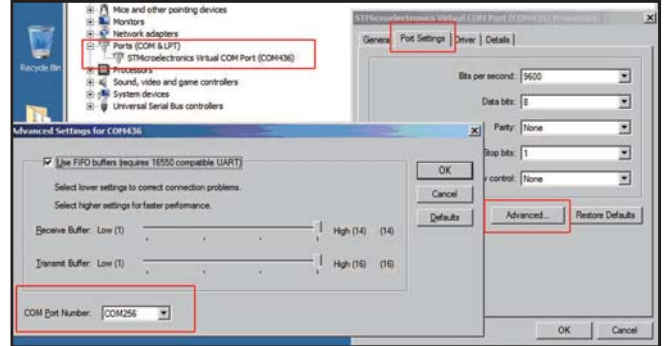 Recycle Bin
Mice and other pointing devices
Monitors
Network adapters
Ports (COM & LPT)
STMicroelectronics Virtual COM Port (COM436)
Processors
Sound, video and game controllers
System devices
Universal Serial Bus controllers
STMicroelectronics Virtual COM Port (COM436) Properties
General Port Settings Driver Details
Bits per second: 9600
Data bits: 8
Parity: None
Stop bits: 1
control: None
Advanced... Restore Defaults
OK Cancel
Advanced Settings for COM436
Use FIFO buffers (requires 16550 compatible UART)
Select lower settings to correct connection problems.
Select higher settings for faster performance.
Receive Buffer: Low (1) High (14) (14)
Transmit Buffer: Low (1) High (16) (16)
COM Port Number: COM256
OK
Cancel
Defaults